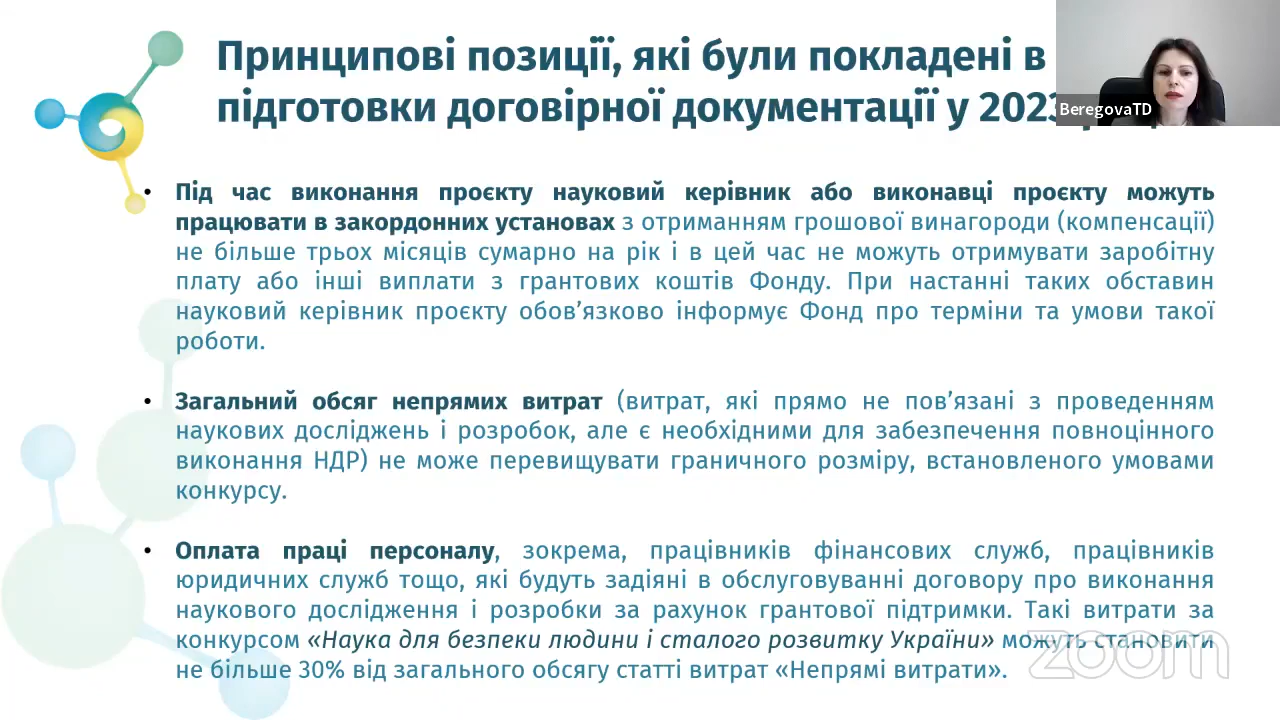 Принципові позиції, які були покладені в
підготовки договірної документації у 2023
BeregovaTD
• Під час виконання проєкту науковий керівник або виконавці проєкту можуть
працювати в закордонних установах з отриманням грошової винагороди (компенсації)
не більше трьох місяців сумарно на рік і в цей час не можуть отримувати заробітну
плату або інші виплати з грантових коштів Фонду. При настанні таких обставин
науковий керівник проєкту обов’язково інформує Фонд про терміни та умови такої
роботи.
• Загальний обсяг непрямих витрат (витрат, які прямо не пов’язані з проведенням
наукових досліджень і розробок, але є необхідними для забезпечення повноцінного
виконання НДР) не може перевищувати граничного розміру, встановленого умовами
конкурсу.
• Оплата праці персоналу, зокрема, працівників фінансових служб, працівників
юридичних служб тощо, які будуть задіяні в обслуговуванні договору про виконання
наукового дослідження і розробки за рахунок грантової підтримки. Такі витрати за
конкурсом «Наука для безпеки людини і сталого розвитку України» можуть становити
не більше 30% від загального обсягу статті витрат «Непрямі витрати».
zoom